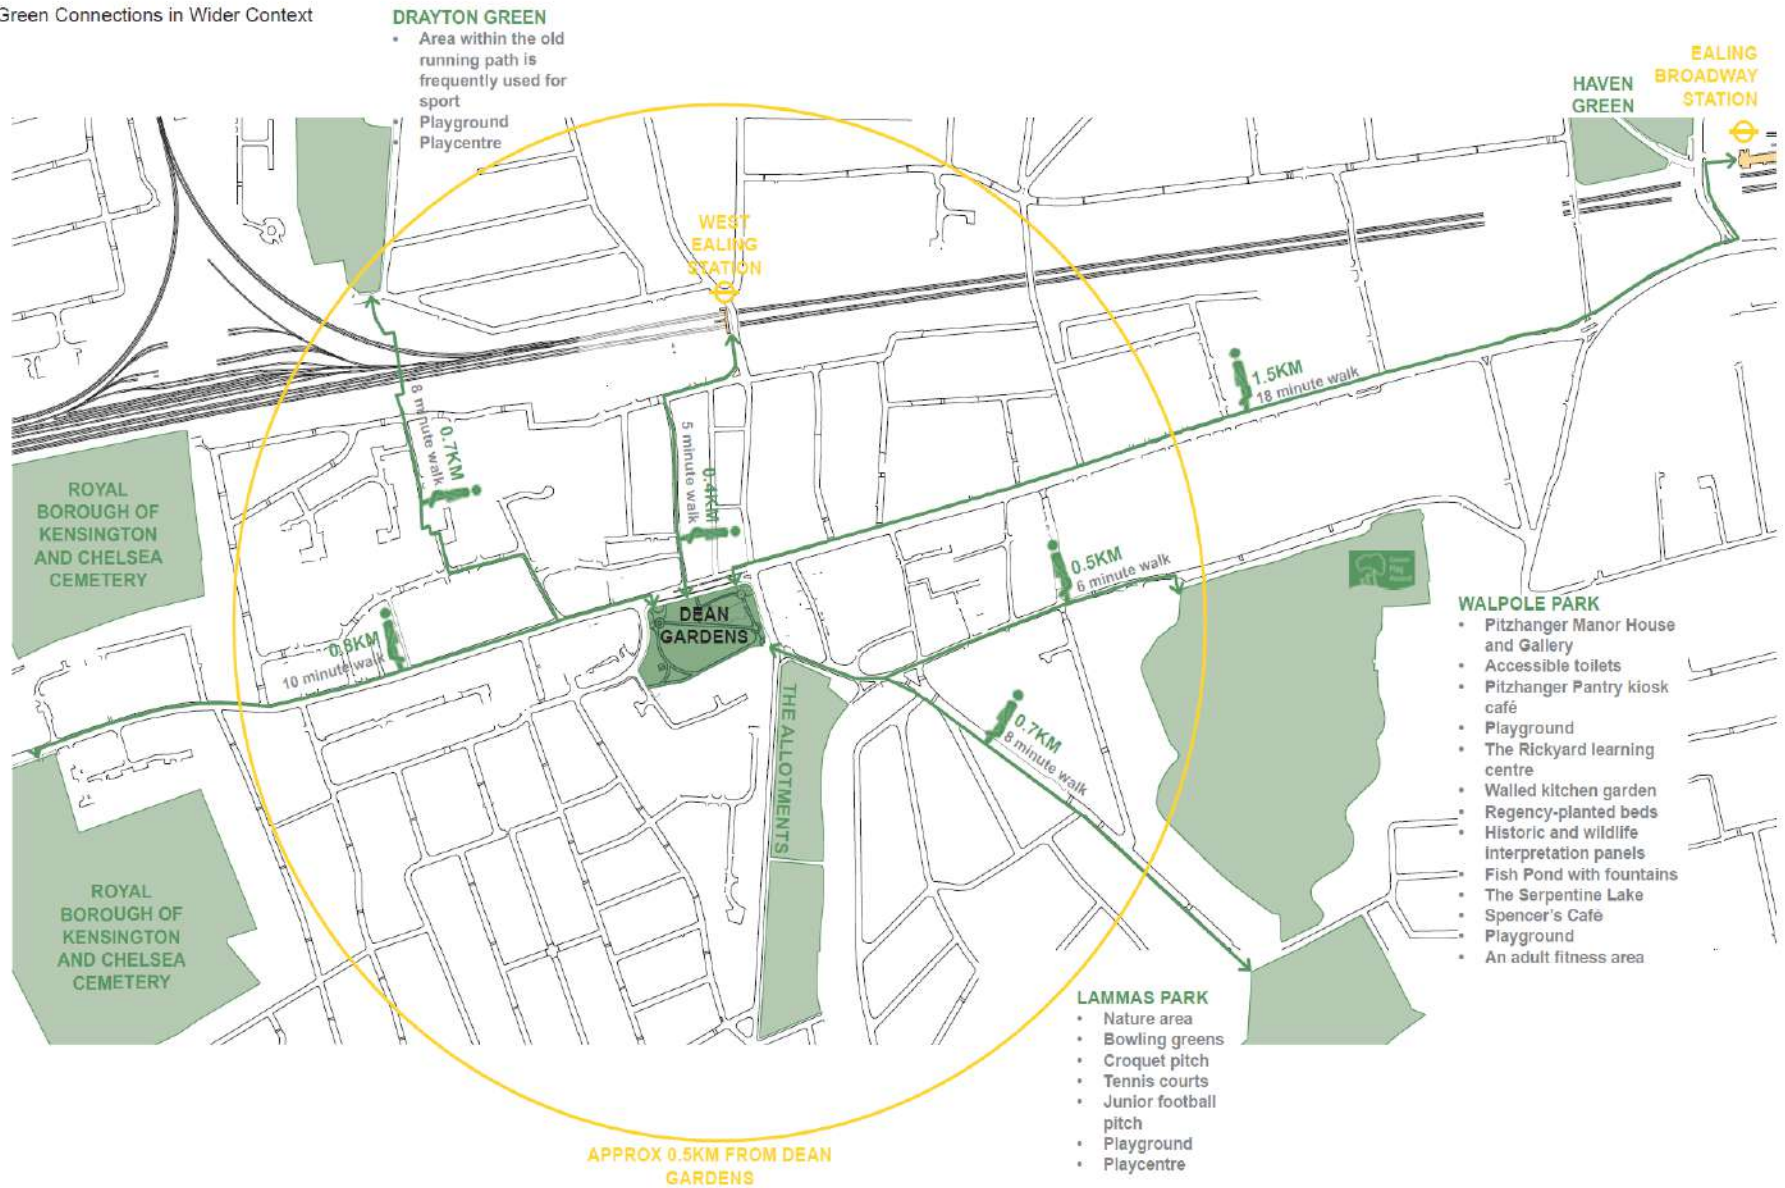 Green Connections in Wider Context
DRAYTON GREEN
• Area within the old
running path is
frequently used for
sport
• Playground
• Playcentre
EALING
BROADWAY
STATION
HAVEN
GREEN
WEST
EALING
STATION
1.5KM
18 minute walk
0.7KM
8 minute walk
0.4KM
5 minute walk
ROYAL
BOROUGH OF
KENSINGTON
AND CHELSEA
CEMETERY
0.5KM
6 minute walk
DEAN
GARDENS
0.8KM
10 minute walk
THE ALLOTMENTS
0.7KM
8 minute walk
WALPOLE PARK
• Pitzhanger Manor House
and Gallery
• Accessible toilets
• Pitzhanger Pantry kiosk
café
• Playground
• The Rickyard learning
centre
• Walled kitchen garden
• Regency-planted beds
• Historic and wildlife
interpretation panels
• Fish Pond with fountains
• The Serpentine Lake
• Spencer's Café
• Playground
• An adult fitness area
ROYAL
BOROUGH OF
KENSINGTON
AND CHELSEA
CEMETERY
LAMMAS PARK
• Nature area
• Bowling greens
• Croquet pitch
• Tennis courts
• Junior football
pitch
• Playground
• Playcentre
APPROX 0.5KM FROM DEAN
GARDENS